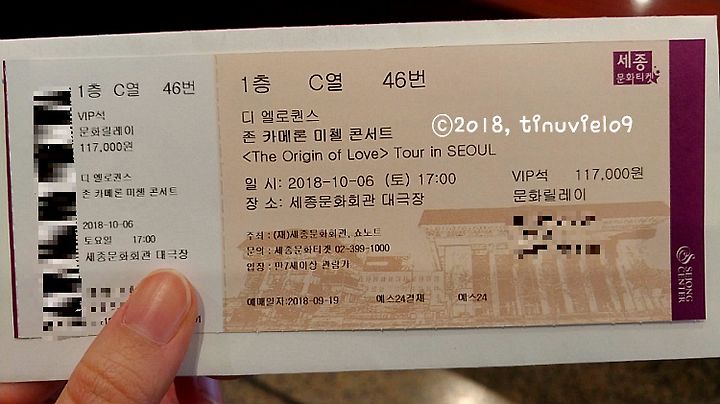 1층 C열 46번
VIP석
문화릴레이
117,000원
디 엘로퀀스
존 카메론 미첼 콘서트
2018-10-06
토요일 17:00
세종문화회관 대극장
1층 C열 46번
세종
문화티켓
디 엘로퀀스
존 카메론 미첼 콘서트
©2018, tinuviel09
<The Origin of Love> Tour in SEOUL
일 시: 2018-10-06 (토) 17:00
VIP석 117,000원
장 소: 세종문화회관 대극장
문화릴레이
주최 : (재)세종문화회관, 쇼노트
문의 : 세종문화티켓 02-399-1000
입장 : 만7세이상 관람가
예매일자:2018-09-19 예스24결제 예스24
SEJONG
CENTER